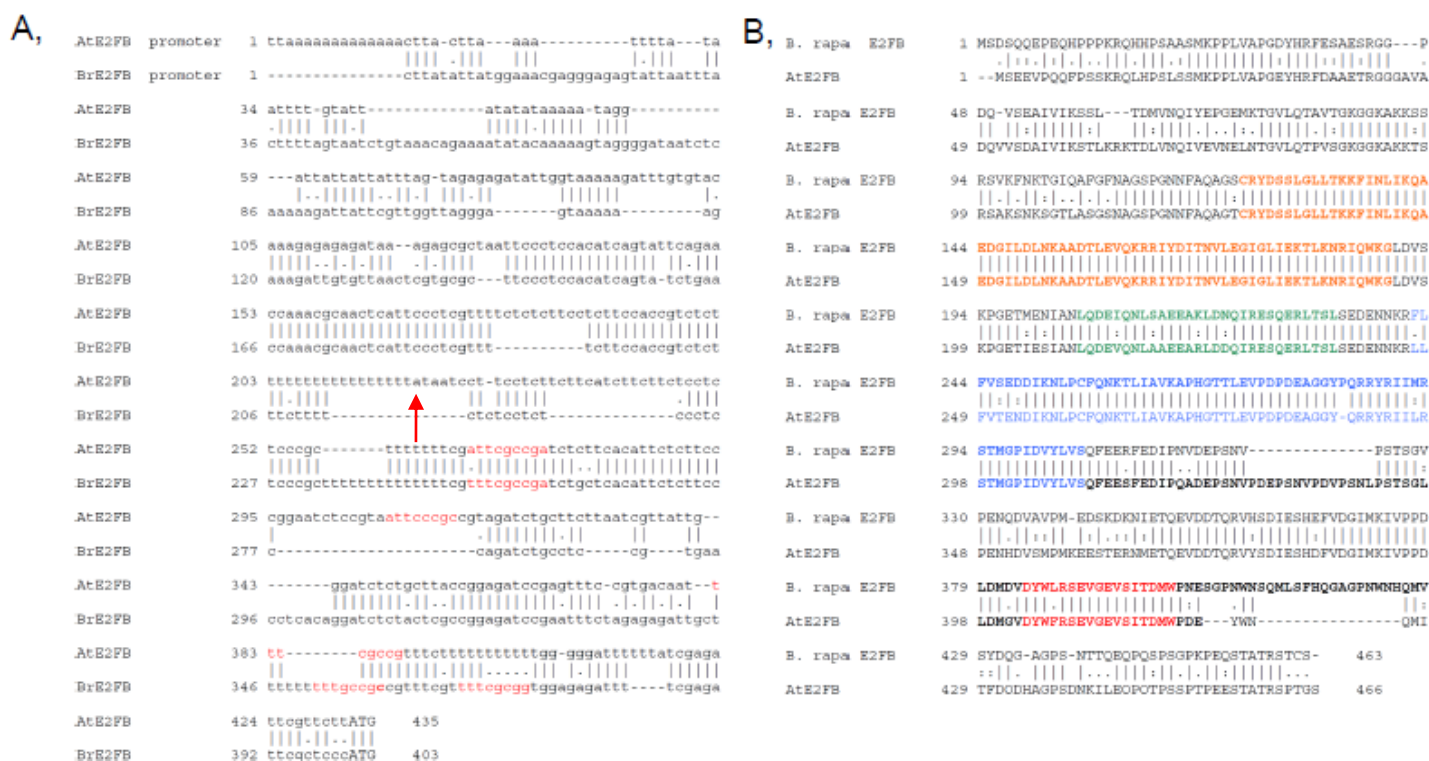 A,
AtE2FB promoter 1 ttaaaaaaaaaaaaaactta-ctta--aaa---------tttta--ta
BrE2FB promoter 1 ---------------cttatattatggaaacgagggagagtattaattta
AtE2FB 34 attttt-gtatt------------atatataaaaa-tagg----------
BrE2FB 36 cttttagtaatctgtaaacagaaaatatacaaaaagtaggggataatctc
AtE2FB 59 ---attattattatttag-tagagagatattggtaaaaagatttgtgtac
BrE2FB 86 aaaaagattattcgttggttaggga------gtaaaaa----------ag
AtE2FB 105 aaagagagagataa--agagcgctaattccctccacatcagtattcagaa
BrE2FB 120 aaagattgtgttaactcgtgcgc---ttccctccacatcagta-tctgaa
AtE2FB 153 ccaaacgcaactcattccctcgttttctctcttcctcttccaccgtctct
BrE2FB 166 ccaaacgcaactcattccctcgttt----------tcttccaccgtctct
AtE2FB 203 ttttttttttttttttttataatcct-tcctcttcttcatcttcttctcctc
BrE2FB 206 ttctttt---------------ctctcctct------------ccctc
AtE2FB 252 tcccgc-------ttttttttcgattcgccgatctcttcacattctcttcc
BrE2FB 227 tcccgctttttttttttttttcgtttcgccgatctgctcacattctcttcc
AtE2FB 295 cggaatctccgtaattcccgccgtagatctgcttcttaatcgttattg--
BrE2FB 277 c----------------------cagatctgcctc-----cg---tgaa
AtE2FB 343 -------ggatctctgcttaccggagatccgagtttc-cgtgacaat--t
BrE2FB 296 cctcacaggatctctactcgccggagatccgaatttctagagagattgct
AtE2FB 383 tt---------cgccgtttctttttttttttgg-gggattttttatcgaga
BrE2FB 346 ttttttttgccgccgtttcgttttcgcggtggagagattt----tcgaga
AtE2FB 424 ttcgttcttATG 435
BrE2FB 392 ttcgctcccATG 403
B,
B. rapa E2FB 1 MSDSQQEPEQHPPPKRQHHPSAASMKPPLVAPGDYHRFESAESRGG---P
AtE2FB 1 --MSEEVPQQFPSSKRQLHPSLSSMKPPLVAPGEYHRFDAAETRGGGAVA
B. rapa E2FB 48 DQ-VSEAIVIKSSL---TDMVNQIYEPGEMKTGVLQTAVTGKGGKAKKSS
AtE2FB 49 DQVVSDAIVIKSTLKRKTDLVNQIVEVNELNTGVLQTPVSGKGGKAKKTS
B. rapa E2FB 94 RSVKFNKTGIQAPGFNAGSPGNNFAQAGSCRYDSSLGLLTKKFINLIKQA
AtE2FB 99 RSAKSNKSGTLASGSNAGSPGNNFAQAGTCRYDSSLGLLTKKFINLIKQA
B. rapa E2FB 144 EDGILDLNKAADTLEVQKRRIYDITNVLEGIGLIEKTLKNRIQWKGLDVS
AtE2FB 149 EDGILDLNKAADTLEVQKRRIYDITNVLEGIGLIEKTLKNRIQWKGLDVS
B. rapa E2FB 194 KPGETMENIANLQDEIQNLSAEEAKLDNQIRESQERLTSLSEDENNKRFL
AtE2FB 199 KPGETIESIANLQDEVQNLAAEEARLDDQIRESQERLTSLSEDENNKRLL
B. rapa E2FB 244 FVSEDDIKNLPCFQNKTLIAVKAPHGTTLEVPDPDEAGGYPQRRYRIIMR
AtE2FB 249 FVTENDIKNLPCFQNKTLIAVKAPHGTTLEVPDPDEAGGY-QRRYRIILR
B. rapa E2FB 294 STMGPIDVYLVSQFEERFEDIPNVDEPSNV--------------PSTSGV
AtE2FB 298 STMGPIDVYLVSQFEESFEDIPQADEPSNVPDEPSNVPDVPSNLPSTSGL
B. rapa E2FB 330 PENQDVAVPM-EDSKDKNIETQEVDDTQRVHSDIESHEFVDGIMKIVPPD
AtE2FB 348 PENHDVSMPMKEESTERNMETQEVDDTQRVYSDIESHDFVDGIMKIVPPD
B. rapa E2FB 379 LDMDVDYWLRSEVGEVSITDMWPNESGPNWNSQMLSFHQGAGPNWNHQMV
AtE2FB 398 LDMGVDYWFRSEVGEVSITDMWPDE---YWN----------------QMI
B. rapa E2FB 429 SYDQG-AGPS-NTTQEQPQSPSGPKPEQSTATRSTCS- 463
AtE2FB 429 TFDQDHAGPSDNKILEQPQTPSSPTPEESTATRSPTGS 466